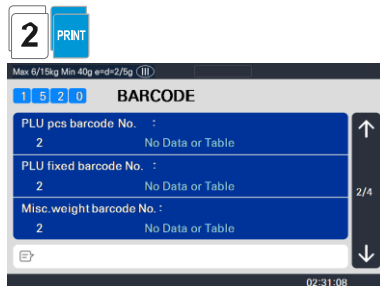 2 PRINT
Max 6/15kg Min 40g e=d=2/5g III
1 5 2 0 BARCODE
PLU pcs barcode No. :
2 No Data or Table
PLU fixed barcode No. :
2 No Data or Table
2/4
Misc.weight barcode No. :
2 No Data or Table
02:31:08